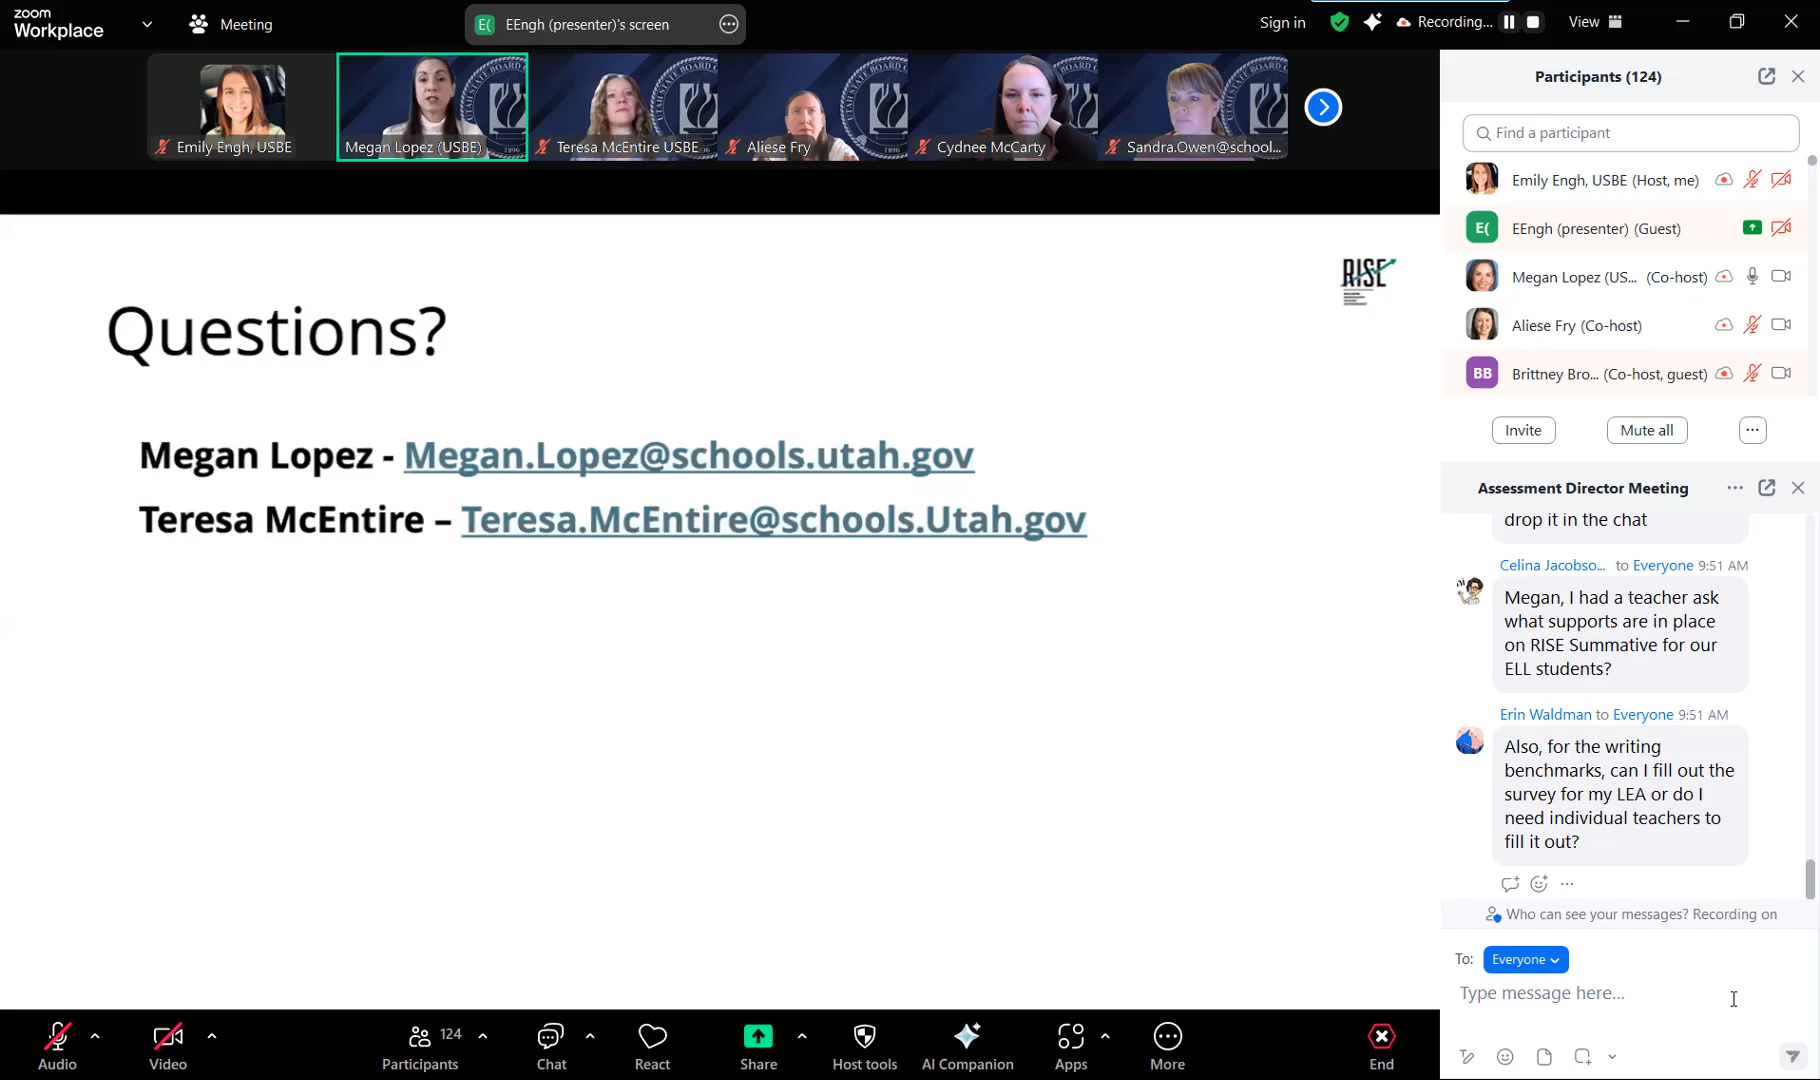 zoom
Workplace
Meeting
E( EEngh (presenter)'s screen
Sign in
Recording...
View
Emily Engh, USBE
Megan Lopez (USBE)
Teresa McEntire USBE
Aliese Fry
Cydnee McCarty
Sandra.Owen@school...
UTAH STATE BOARD
1896
RISE
Questions?
Megan Lopez - Megan.Lopez@schools.utah.gov
Teresa McEntire – Teresa.McEntire@schools.Utah.gov
Participants (124)
Find a participant
Emily Engh, USBE (Host, me)
E( EEngh (presenter) (Guest)
Megan Lopez (US... (Co-host)
Aliese Fry (Co-host)
BB Brittney Bro... (Co-host, guest)
Invite
Mute all
Assessment Director Meeting
drop it in the chat
Celina Jacobso... to Everyone 9:51 AM
Megan, I had a teacher ask
what supports are in place
on RISE Summative for our
ELL students?
Erin Waldman to Everyone 9:51 AM
Also, for the writing
benchmarks, can I fill out the
survey for my LEA or do I
need individual teachers to
fill it out?
Who can see your messages? Recording on
To: Everyone
Type message here...
Audio
Video
124
Participants
Chat
React
Share
Host tools
AI Companion
Apps
More
End